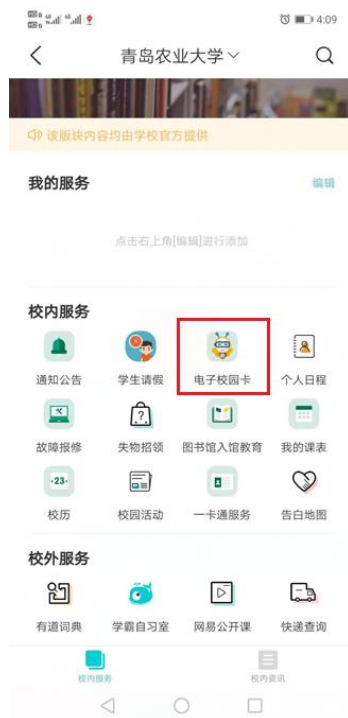 4:09
青岛农业大学
该版块内容均由学校官方提供
我的服务 编辑
点击右上角[编辑]进行添加
校内服务
通知公告 学生请假 电子校园卡 个人日程
故障报修 失物招领 图书馆入馆教育 我的课表
·23·
校历 校园活动 一卡通服务 告白地图
校外服务
有道词典 学霸自习室 网易公开课 快递查询
校内服务 校内资讯